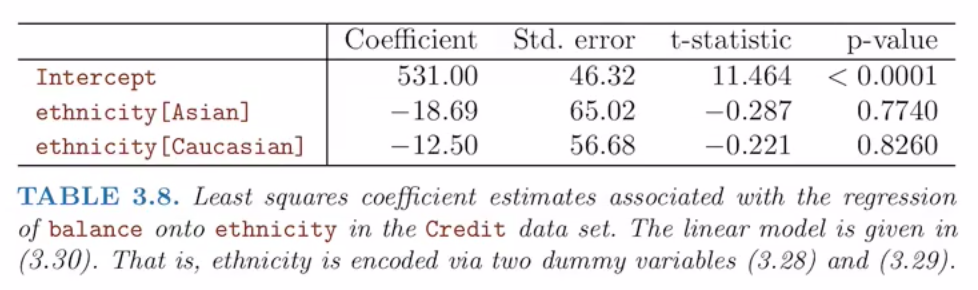 Coefficient Std. error t-statistic p-value
Intercept 531.00 46.32 11.464 < 0.0001
ethnicity[Asian] −18.69 65.02 −0.287 0.7740
ethnicity[Caucasian] −12.50 56.68 −0.221 0.8260
TABLE 3.8. Least squares coefficient estimates associated with the regression
of balance onto ethnicity in the Credit data set. The linear model is given in
(3.30). That is, ethnicity is encoded via two dummy variables (3.28) and (3.29).